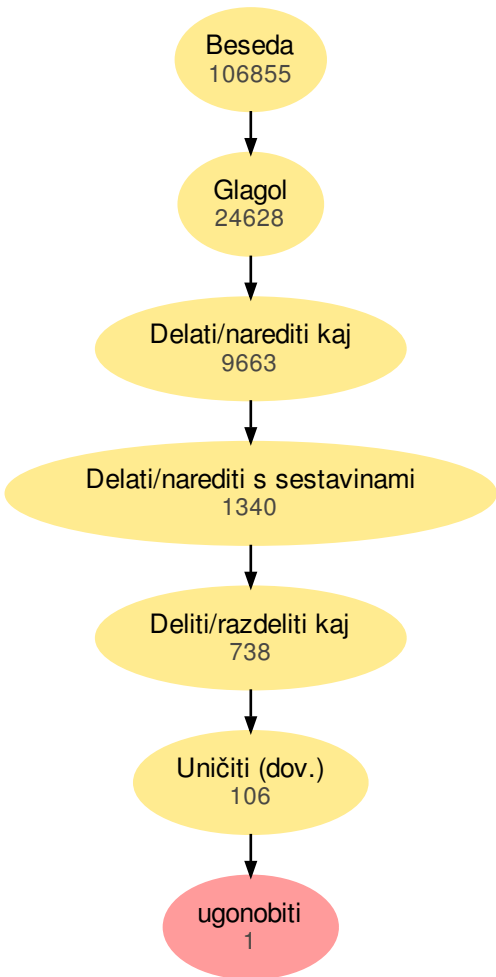 Beseda
106855
Glagol
24628
Delati/narediti kaj
9663
Delati/narediti s sestavinami
1340
Deliti/razdeliti kaj
738
Uničiti (dov.)
106
ugonobiti
1